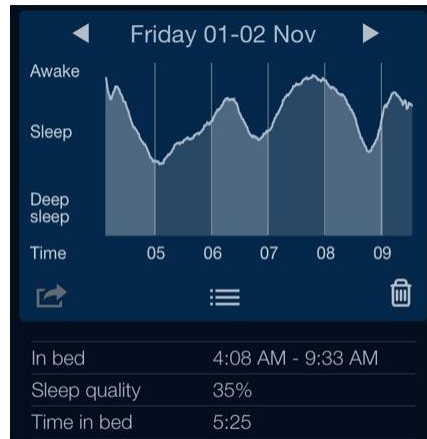 Friday 01-02 Nov
Awake
Sleep
Deep
sleep
Time 05 06 07 08 09
In bed 4:08 AM - 9:33 AM
Sleep quality 35%
Time in bed 5:25